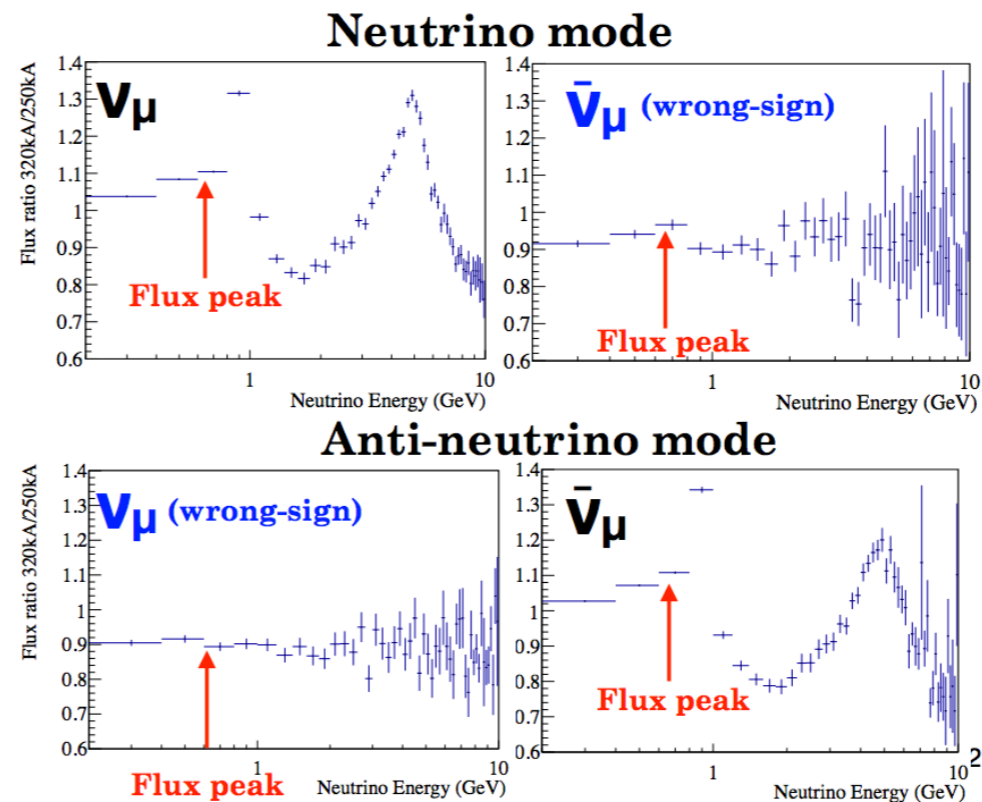 Neutrino mode
Flux ratio 320kA/250kA
1.4
1.3
1.2
1.1
1
0.9
0.8
0.7
0.6
νμ
Flux peak
1
10
Neutrino Energy (GeV)
1.4
1.3
1.2
1.1
1
0.9
0.8
0.7
0.6
ν̄μ (wrong-sign)
Flux peak
1
10
Neutrino Energy (GeV)
Anti-neutrino mode
Flux ratio 320kA/250kA
1.4
1.3
1.2
1.1
1
0.9
0.8
0.7
0.6
νμ (wrong-sign)
Flux peak
1
10
Neutrino Energy (GeV)
1.4
1.3
1.2
1.1
1
0.9
0.8
0.7
0.6
ν̄μ
Flux peak
1
10
Neutrino Energy (GeV)
2